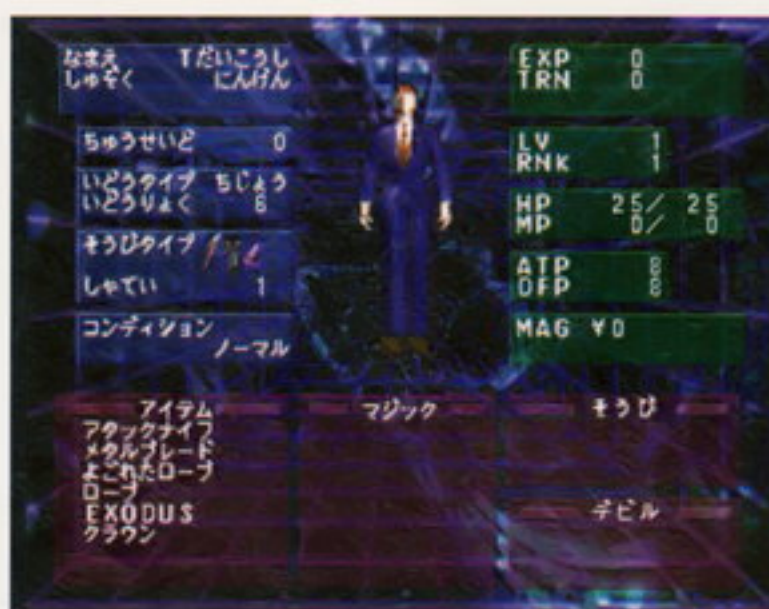 なまえ Tだいこうし
しゅぞく にんげん
ちゅうせいど 0
いどうタイプ ちじょう
いどうりょく 6
そうびタイプ
しゃてい 1
コンディション
ノーマル
EXP 0
TRN 0
LV 1
RNK 1
HP 25/ 25
MP 0/ 0
ATP 8
DFP 8
MAG ¥0
アイテム
アタックナイフ
メタルブレード
よごれたローブ
ローブ
EXODUS
クラウン
マジック
そうび
デビル